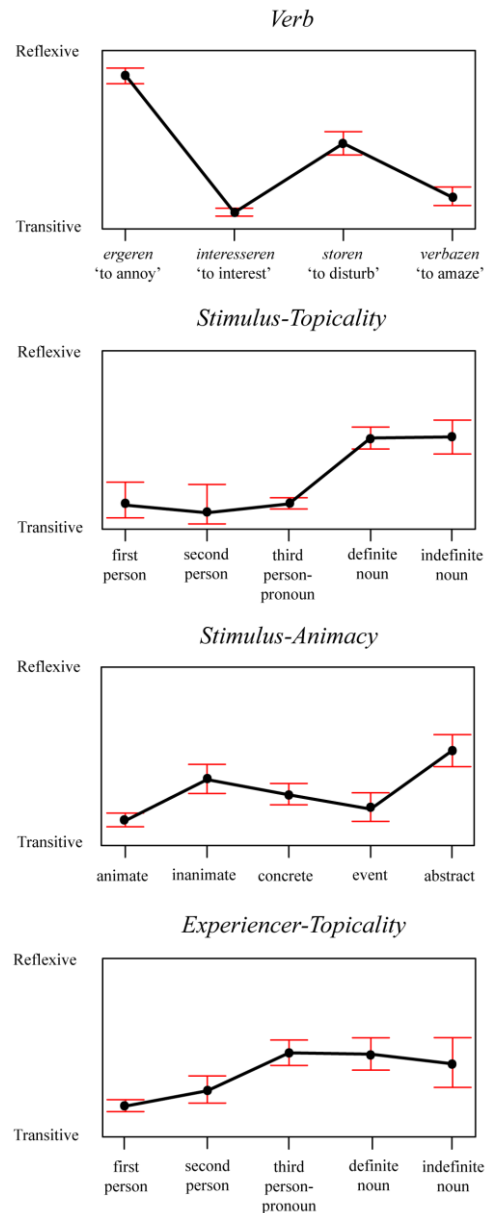 Verb
Reflexive
Transitive
ergeren interesseren storen verbazen
‘to annoy’ ‘to interest’ ‘to disturb’ ‘to amaze’
Stimulus-Topicality
Reflexive
Transitive
first second third definite indefinite
person person person- noun noun
pronoun
Stimulus-Animacy
Reflexive
Transitive
animate inanimate concrete event abstract
Experiencer-Topicality
Reflexive
Transitive
first second third definite indefinite
person person person- noun noun
pronoun